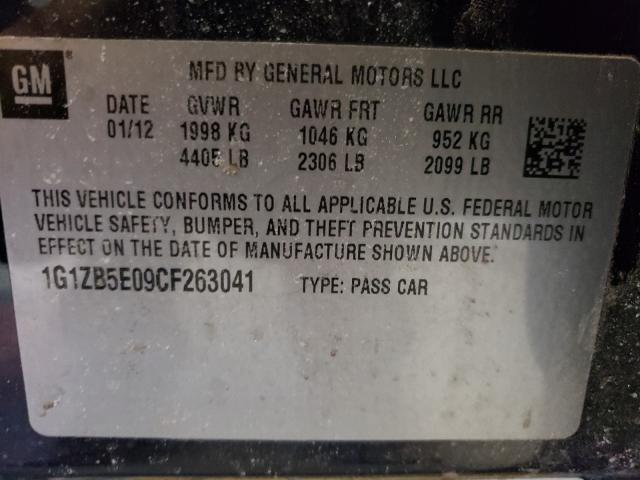 GM ®
MFD BY GENERAL MOTORS LLC
DATE GVWR GAWR FRT GAWR RR
01/12 1998 KG 1046 KG 952 KG
4405 LB 2306 LB 2099 LB
THIS VEHICLE CONFORMS TO ALL APPLICABLE U.S. FEDERAL MOTOR
VEHICLE SAFETY, BUMPER, AND THEFT PREVENTION STANDARDS IN
EFFECT ON THE DATE OF MANUFACTURE SHOWN ABOVE.
1G1ZB5E09CF263041 TYPE: PASS CAR